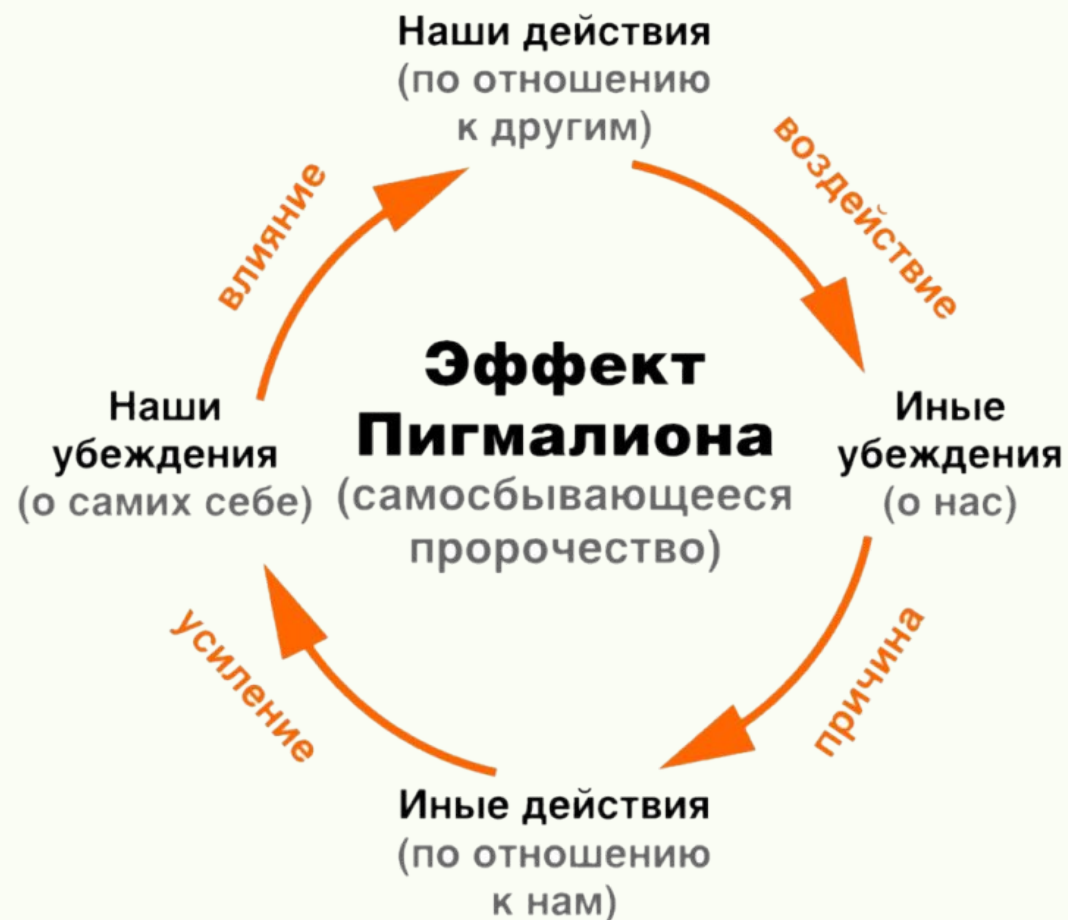 Наши действия
(по отношению
к другим)
влияние
воздействие
Эффект
Пигмалиона
(самосбывающееся
пророчество)
Наши
убеждения
(о самих себе)
Иные
убеждения
(о нас)
усиление
причина
Иные действия
(по отношению
к нам)